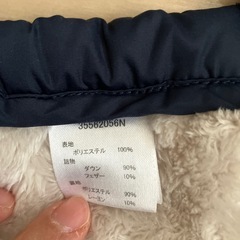 35562056N
表地
ポリエステル 100%
詰物
ダウン 90%
フェザー 10%
裏地
ポリエステル 90%
レーヨン 10%